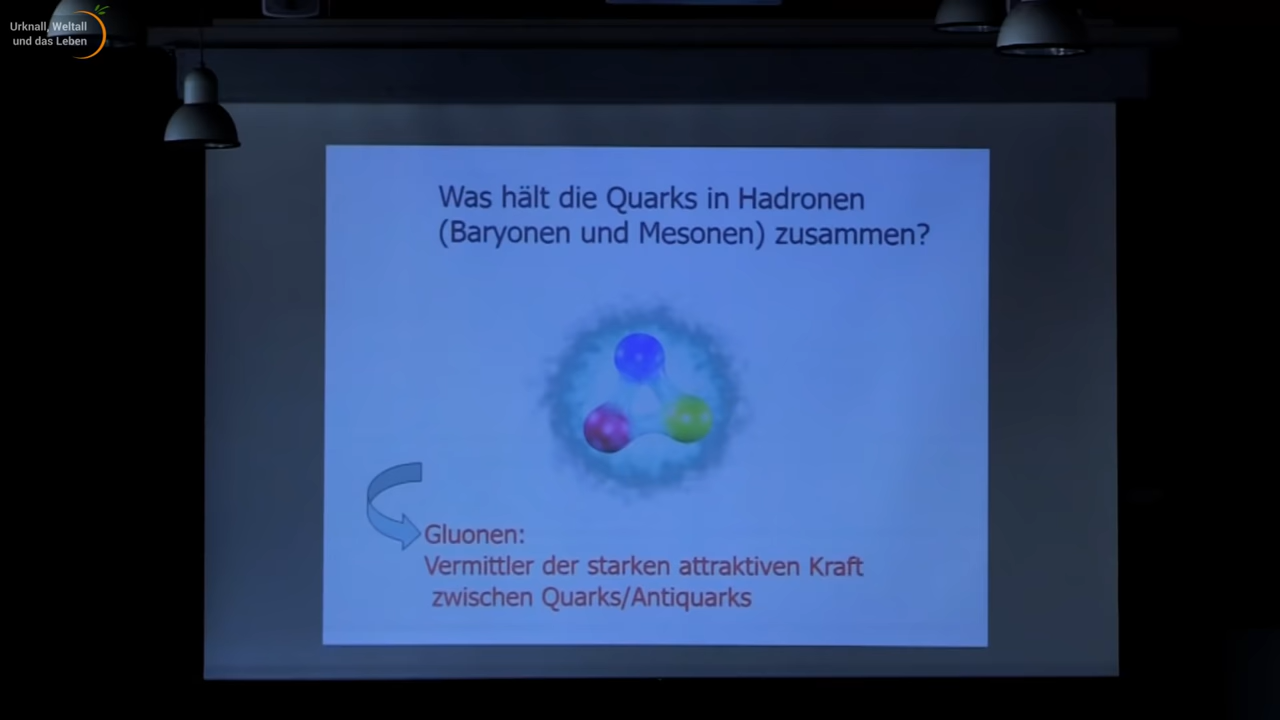 Urknall, Weltall
und das Leben
Was hält die Quarks in Hadronen
(Baryonen und Mesonen) zusammen?
Gluonen:
Vermittler der starken attraktiven Kraft
zwischen Quarks/Antiquarks